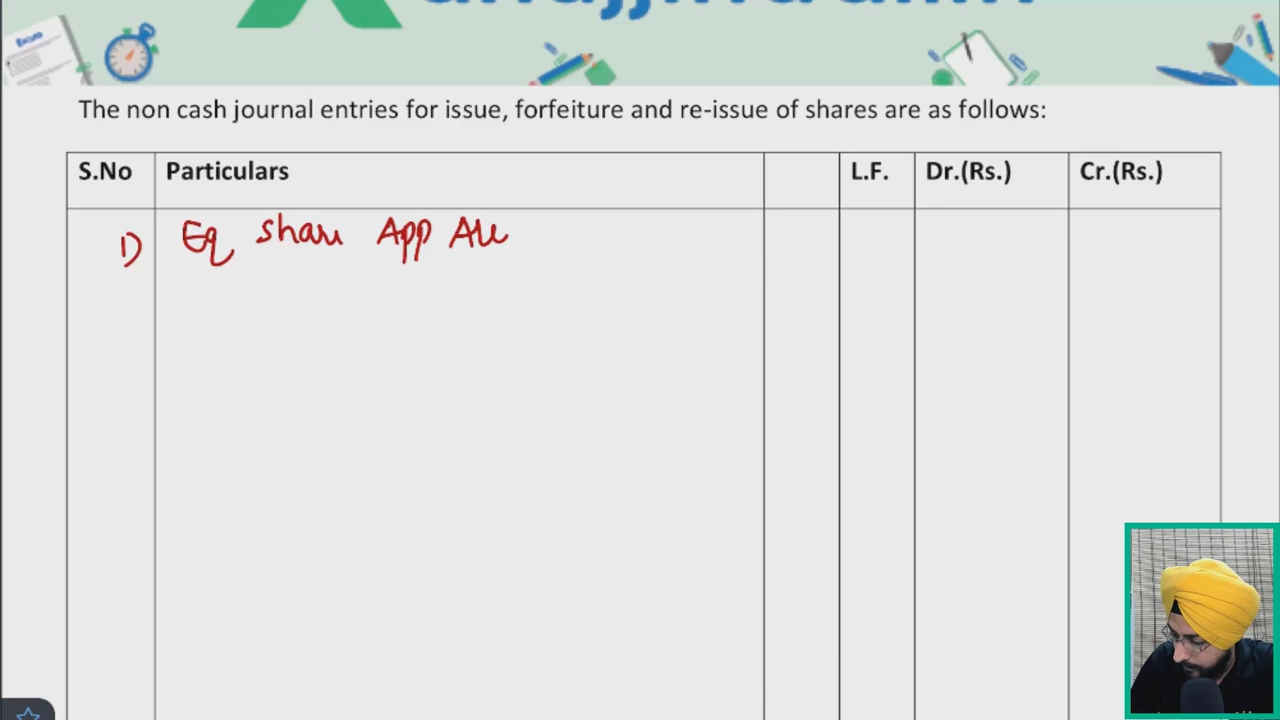 The non cash journal entries for issue, forfeiture and re-issue of shares are as follows:
S.No Particulars L.F. Dr.(Rs.) Cr.(Rs.)
1) Eq Share App A/c